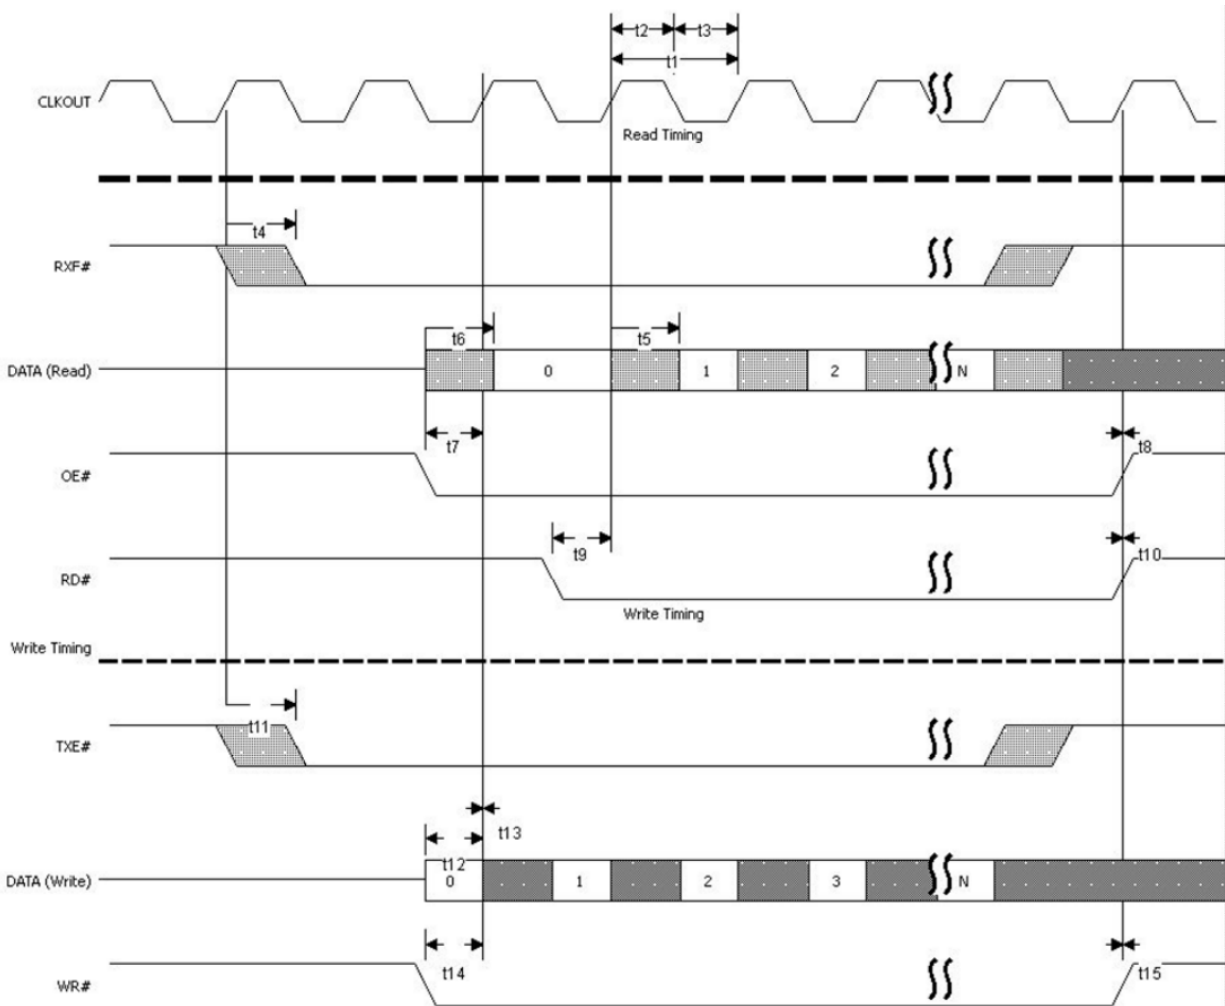 t2 t3
t1
CLKOUT
Read Timing
t4
RXF#
t6 t5
DATA (Read) 0 1 2 N
t7 t8
OE#
t9 t10
RD#
Write Timing
Write Timing
t11
TXE#
t13
t12
DATA (Write) 0 1 2 3 N
t14 t15
WR#